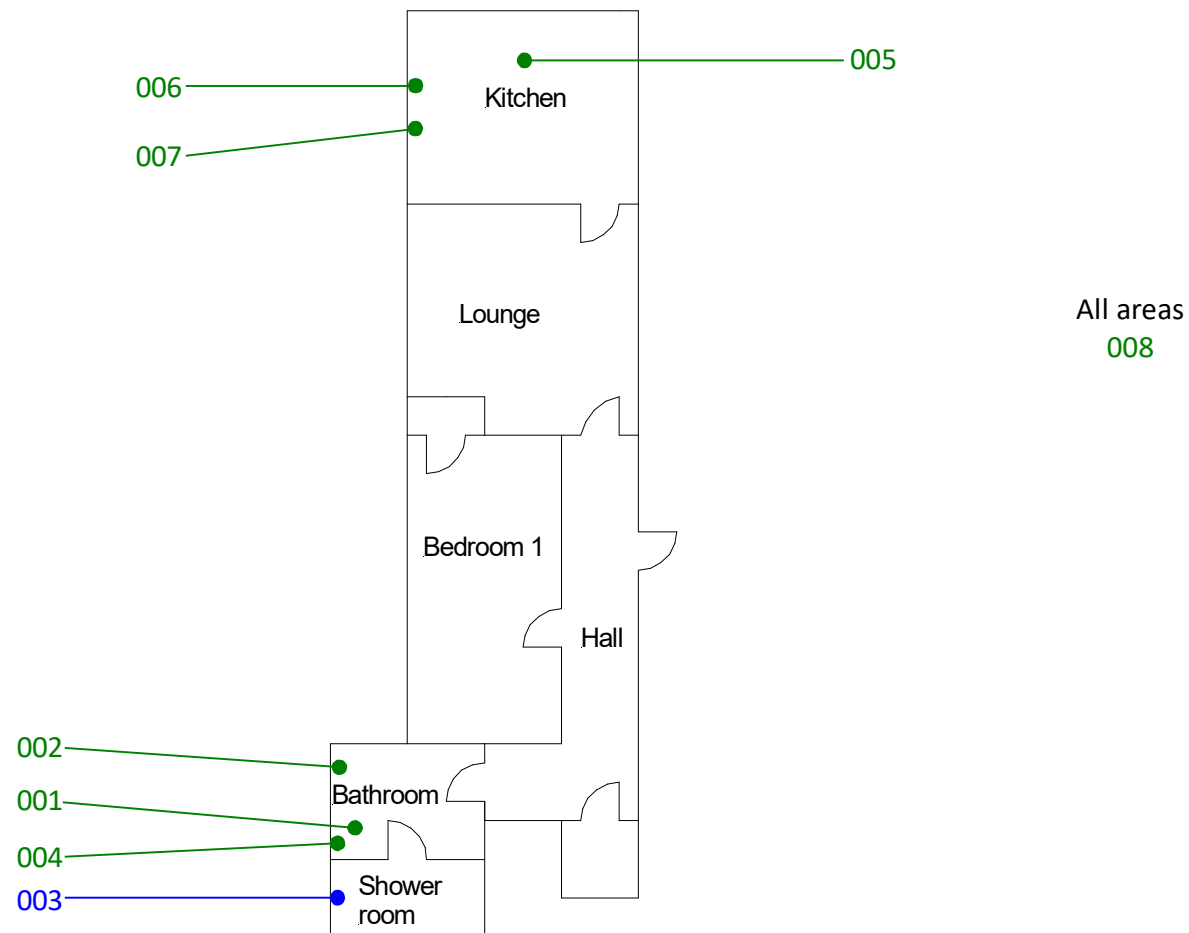 005
006
Kitchen
007
Lounge
All areas
008
Bedroom 1
Hall
002
Bathroom
001
004
003
Shower
room